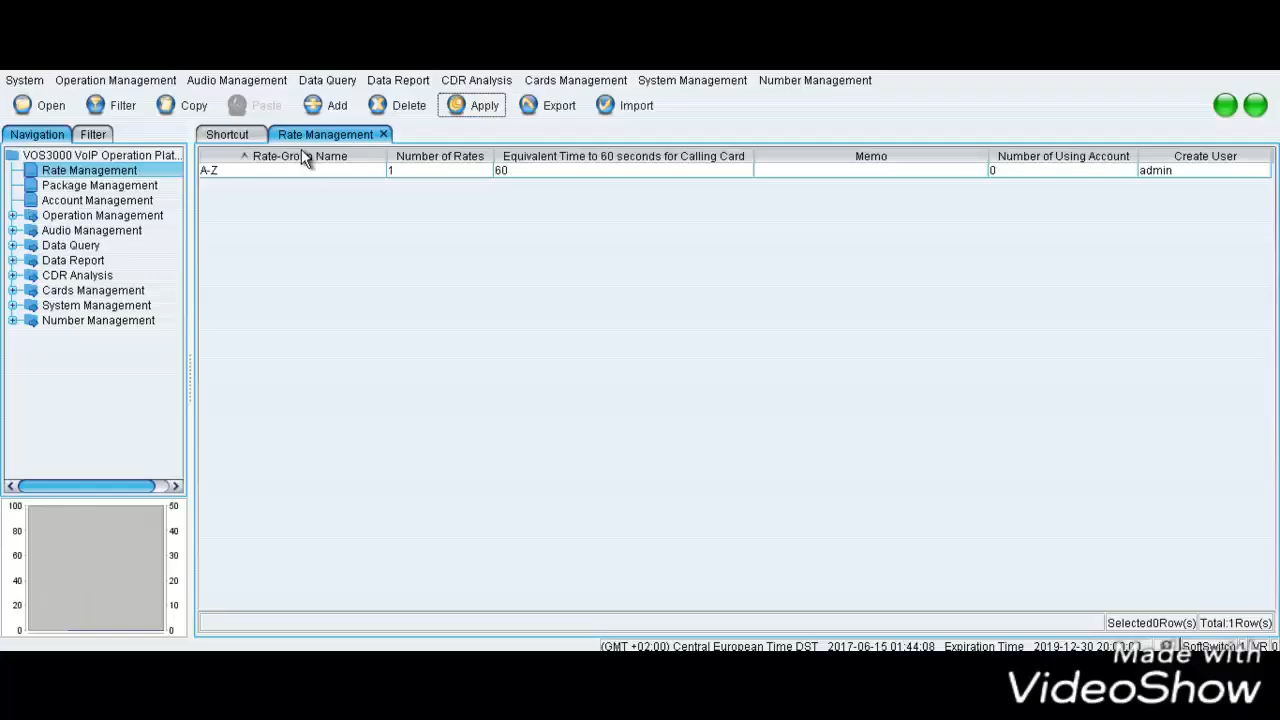 System Operation Management Audio Management Data Query Data Report CDR Analysis Cards Management System Management Number Management
Open Filter Copy Paste Add Delete Apply Export Import
Navigation Filter
Shortcut Rate Management
VOS3000 VoIP Operation Plat...
Rate Management
Package Management
Account Management
Operation Management
Audio Management
Data Query
Data Report
CDR Analysis
Cards Management
System Management
Number Management
Rate-Group Name Number of Rates Equivalent Time to 60 seconds for Calling Card Memo Number of Using Account Create User
A-Z 1 60 0 admin
100 50
80 40
60 30
40 20
20 10
0 0
Selected0Row(s) Total:1Row(s)
(GMT +02:00) Central European Time DST 2017-06-15 01:44:08 Expiration Time 2019-12-30
Made with
VideoShow